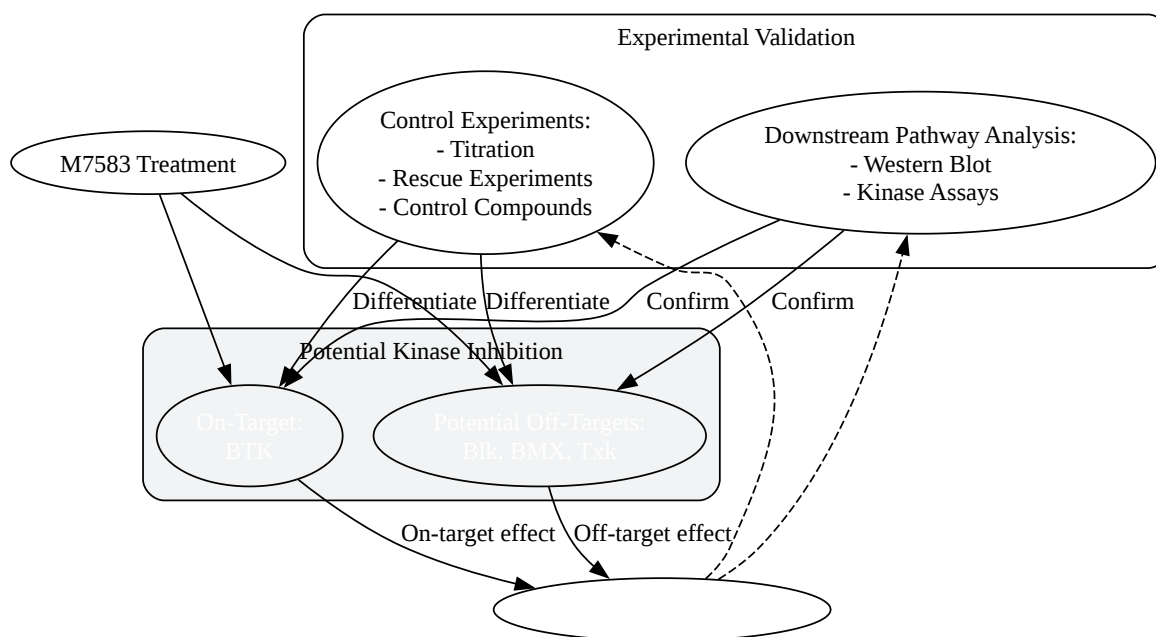 Experimental Validation
Control Experiments:
- Titration
- Rescue Experiments
- Control Compounds
Downstream Pathway Analysis:
- Western Blot
- Kinase Assays
M7583 Treatment
Differentiate
Differentiate
Confirm
Confirm
Potential Kinase Inhibition
On-Target:
BTK
Potential Off-Targets:
Blk, BMX, Txk
On-target effect
Off-target effect